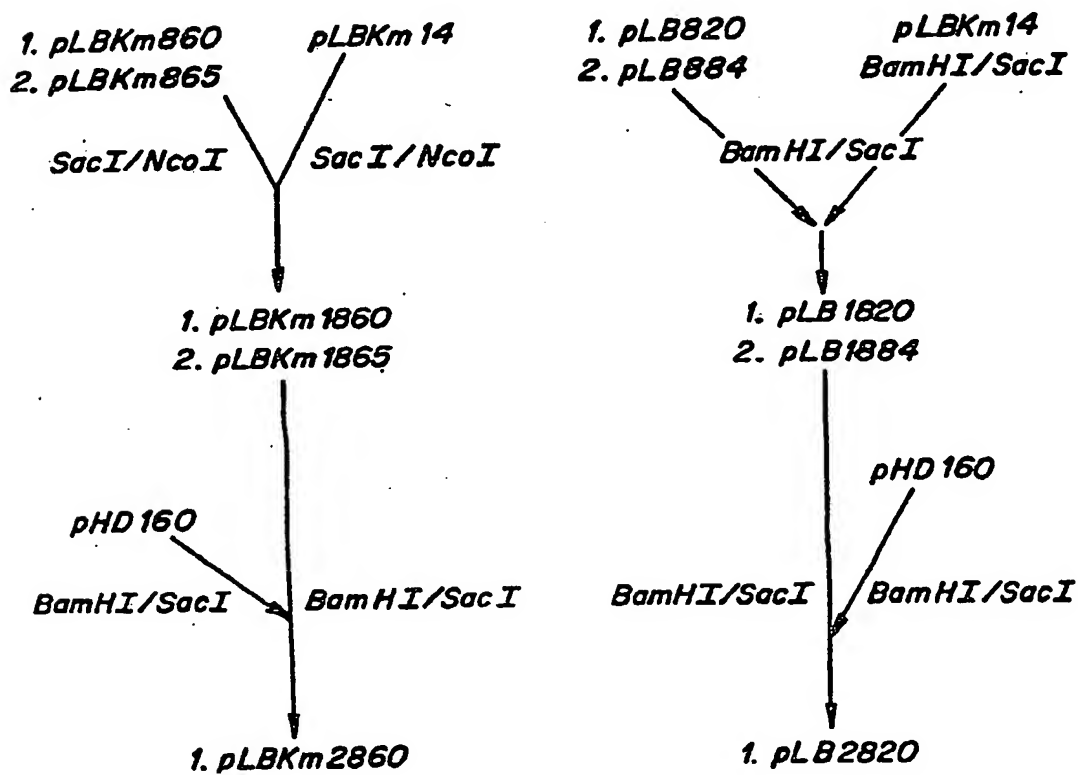 1. pLBKm860
2. pLBKm865
pLBKm14
SacI/NcoI
SacI/NcoI
1. pLBKm1860
2. pLBKm1865
pHD160
BamHI/SacI
BamHI/SacI
1. pLBKm2860
1. pLB820
2. pLB884
pLBKm14
BamHI/SacI
BamHI/SacI
1. pLB1820
2. pLB1884
pHD160
BamHI/SacI
BamHI/SacI
1. pLB2820